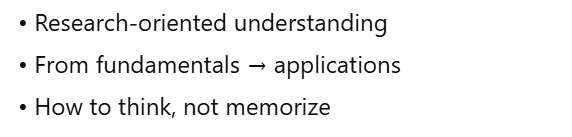 • Research-oriented understanding
• From fundamentals → applications
• How to think, not memorize